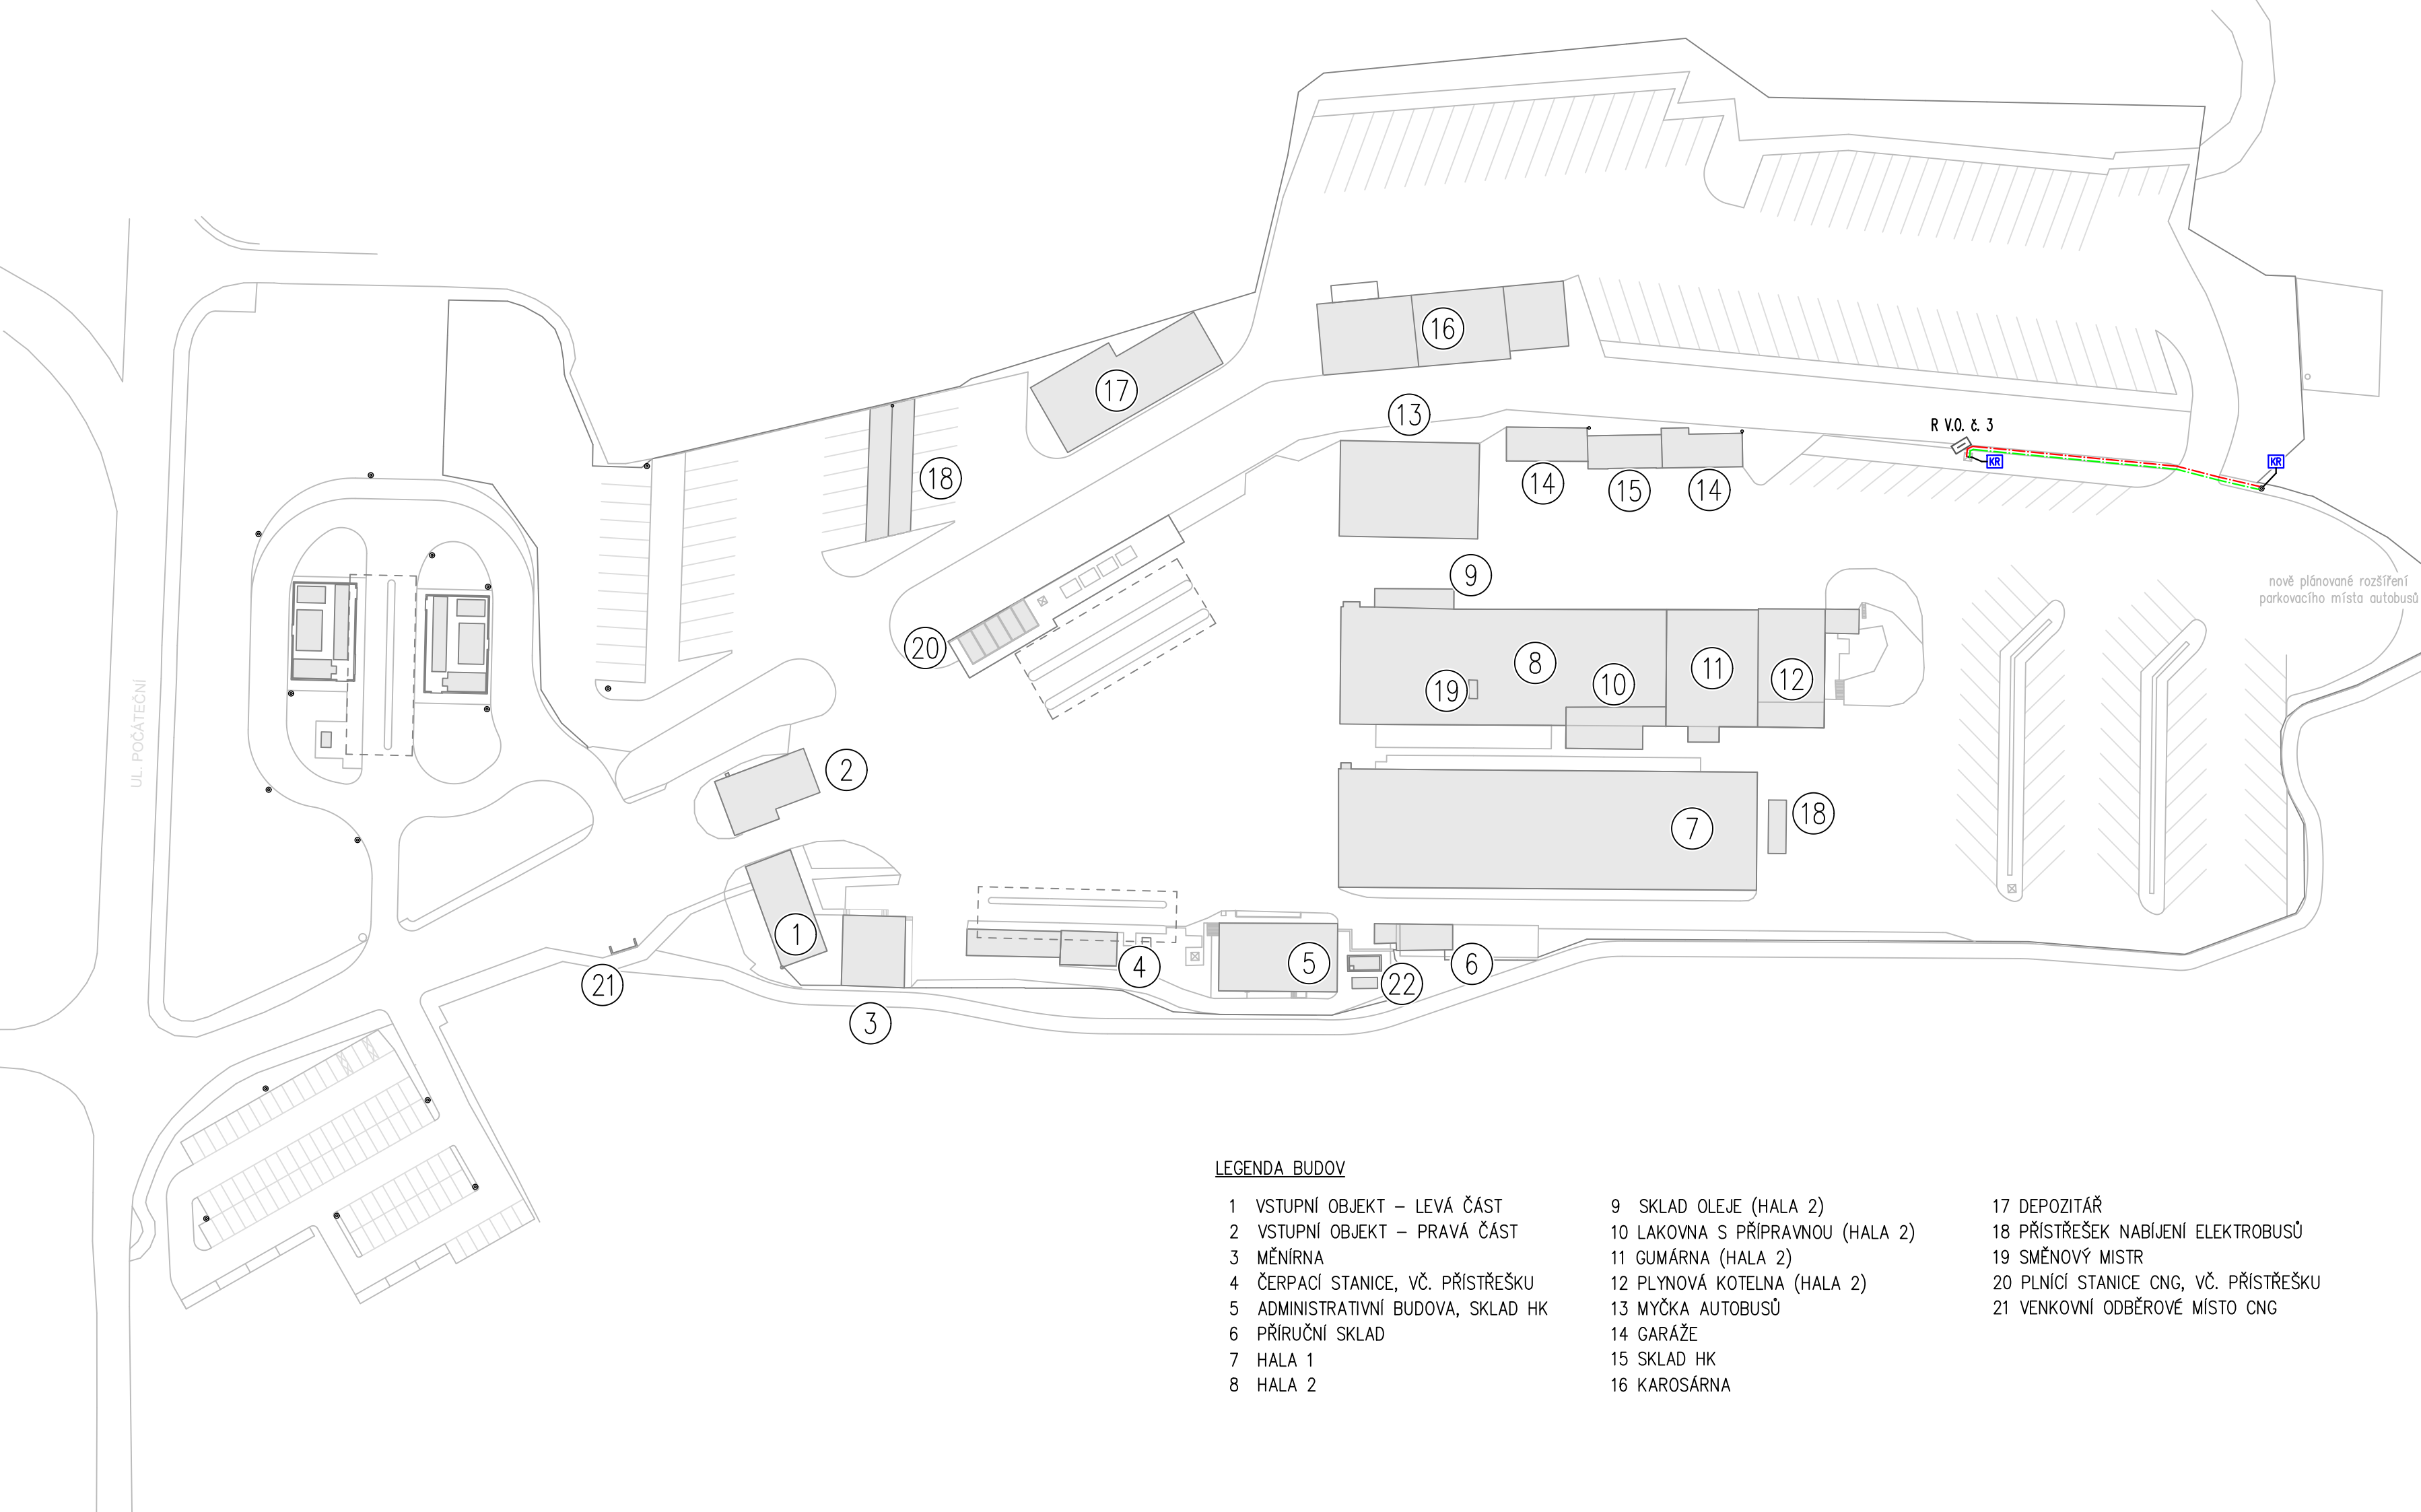 16
17
13
R V.O. č. 3
KR
KR
18
14
15
14
9
nově plánované rozšíření
parkovacího místa autobusů
20
8
19
10
11
12
UL. POČÁTEČNÍ
2
18
7
1
4
5
6
21
22
3
LEGENDA BUDOV
1 VSTUPNÍ OBJEKT – LEVÁ ČÁST
2 VSTUPNÍ OBJEKT – PRAVÁ ČÁST
3 MĚNÍRNA
4 ČERPACÍ STANICE, VČ. PŘÍSTŘEŠKU
5 ADMINISTRATIVNÍ BUDOVA, SKLAD HK
6 PŘÍRUČNÍ SKLAD
7 HALA 1
8 HALA 2
9 SKLAD OLEJE (HALA 2)
10 LAKOVNA S PŘÍPRAVNOU (HALA 2)
11 GUMÁRNA (HALA 2)
12 PLYNOVÁ KOTELNA (HALA 2)
13 MYČKA AUTOBUSŮ
14 GARÁŽE
15 SKLAD HK
16 KAROSÁRNA
17 DEPOZITÁŘ
18 PŘÍSTŘEŠEK NABÍJENÍ ELEKTROBUSŮ
19 SMĚNOVÝ MISTR
20 PLNÍCÍ STANICE CNG, VČ. PŘÍSTŘEŠKU
21 VENKOVNÍ ODBĚROVÉ MÍSTO CNG